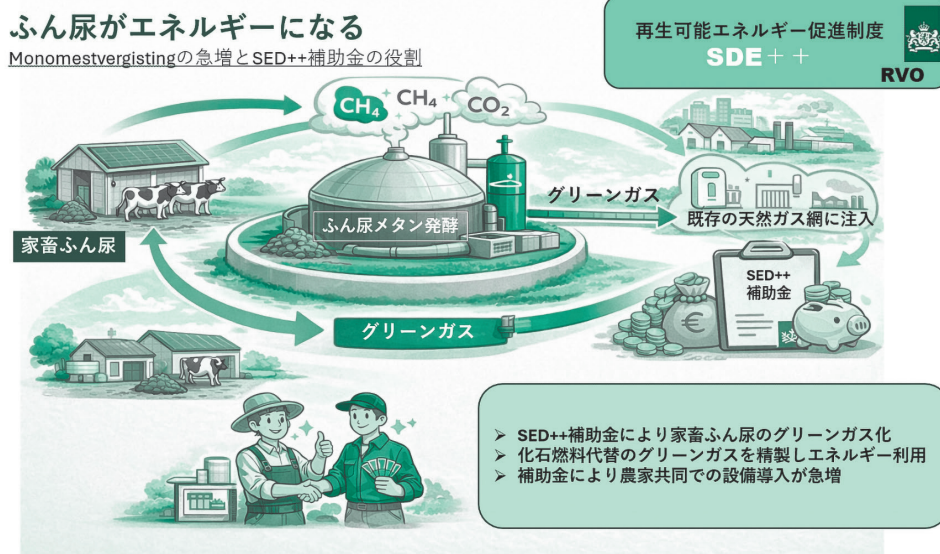 ふん尿がエネルギーになる
Monomestvergistingの急増とSED++補助金の役割
再生可能エネルギー促進制度
SDE++
RVO
CH₄
CH₄
CO₂
グリーンガス
ふん尿メタン発酵
既存の天然ガス網に注入
家畜ふん尿
SED++
補助金
€
グリーンガス
➢ SED++補助金により家畜ふん尿のグリーンガス化
➢ 化石燃料代替のグリーンガスを精製しエネルギー利用
➢ 補助金により農家共同での設備導入が急増